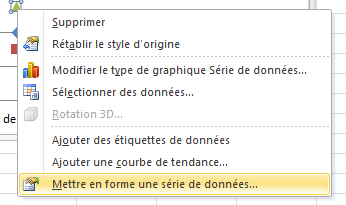 Supprimer
Rétablir le style d'origine
Modifier le type de graphique Série de données...
Sélectionner des données...
Rotation 3D...
de
Ajouter des étiquettes de données
Ajouter une courbe de tendance...
Mettre en forme une série de données...